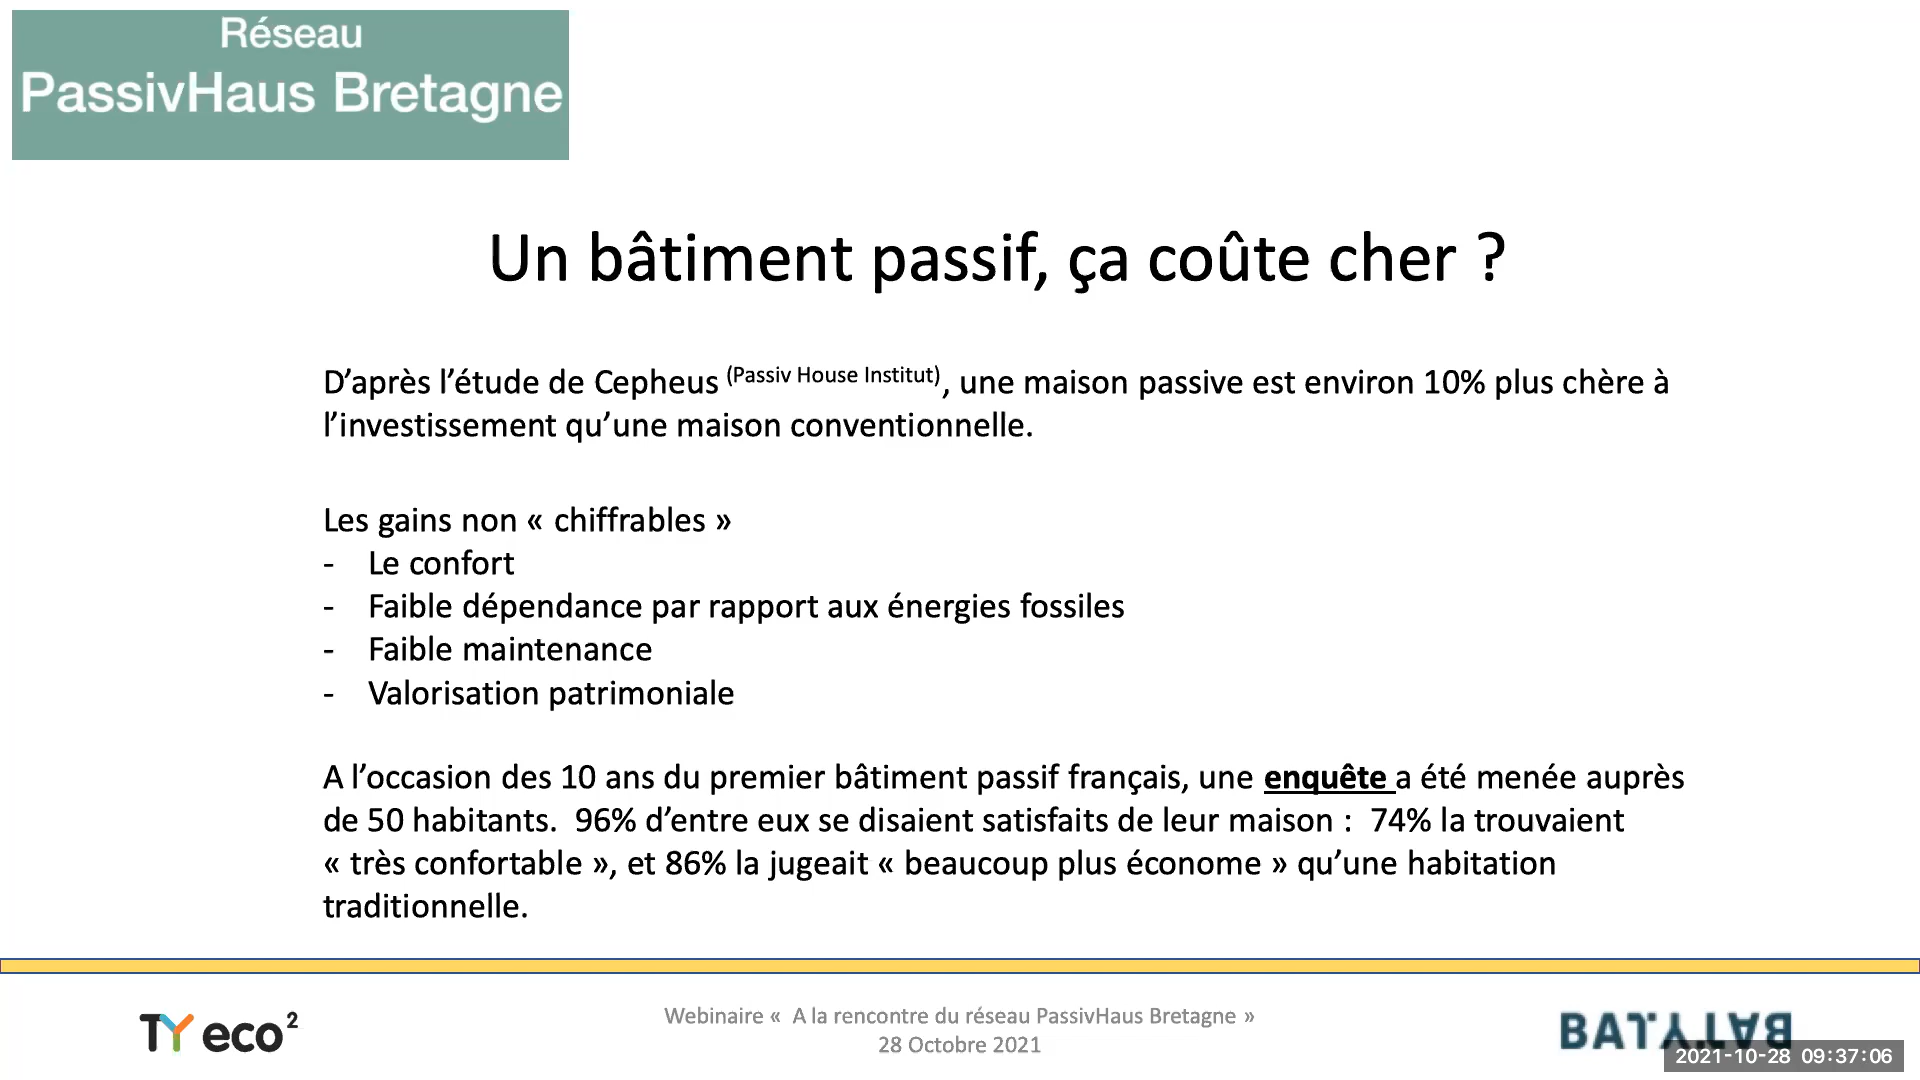 Réseau
PassivHaus Bretagne
Un bâtiment passif, ça coûte cher ?
D’après l’étude de Cepheus (Passiv House Institut), une maison passive est environ 10% plus chère à
l’investissement qu’une maison conventionnelle.
Les gains non « chiffrables »
- Le confort
- Faible dépendance par rapport aux énergies fossiles
- Faible maintenance
- Valorisation patrimoniale
A l’occasion des 10 ans du premier bâtiment passif français, une enquête a été menée auprès
de 50 habitants. 96% d’entre eux se disaient satisfaits de leur maison : 74% la trouvaient
« très confortable », et 86% la jugeait « beaucoup plus économe » qu’une habitation
traditionnelle.
TY eco²
Webinaire « A la rencontre du réseau PassivHaus Bretagne »
28 Octobre 2021
BATYLAB
2021-10-28 09:37:06